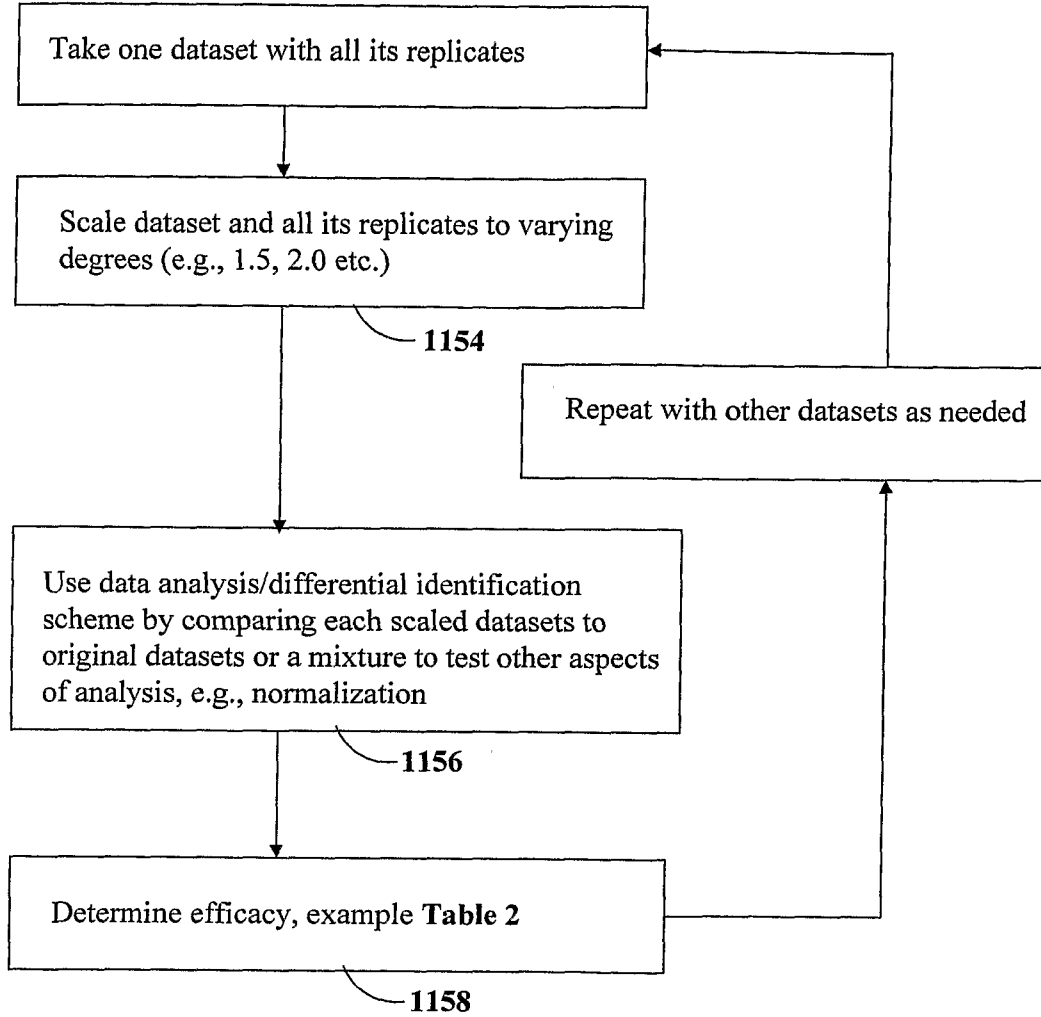 Take one dataset with all its replicates
Scale dataset and all its replicates to varying
degrees (e.g., 1.5, 2.0 etc.)
1154
Repeat with other datasets as needed
Use data analysis/differential identification
scheme by comparing each scaled datasets to
original datasets or a mixture to test other aspects
of analysis, e.g., normalization
1156
Determine efficacy, example Table 2
1158